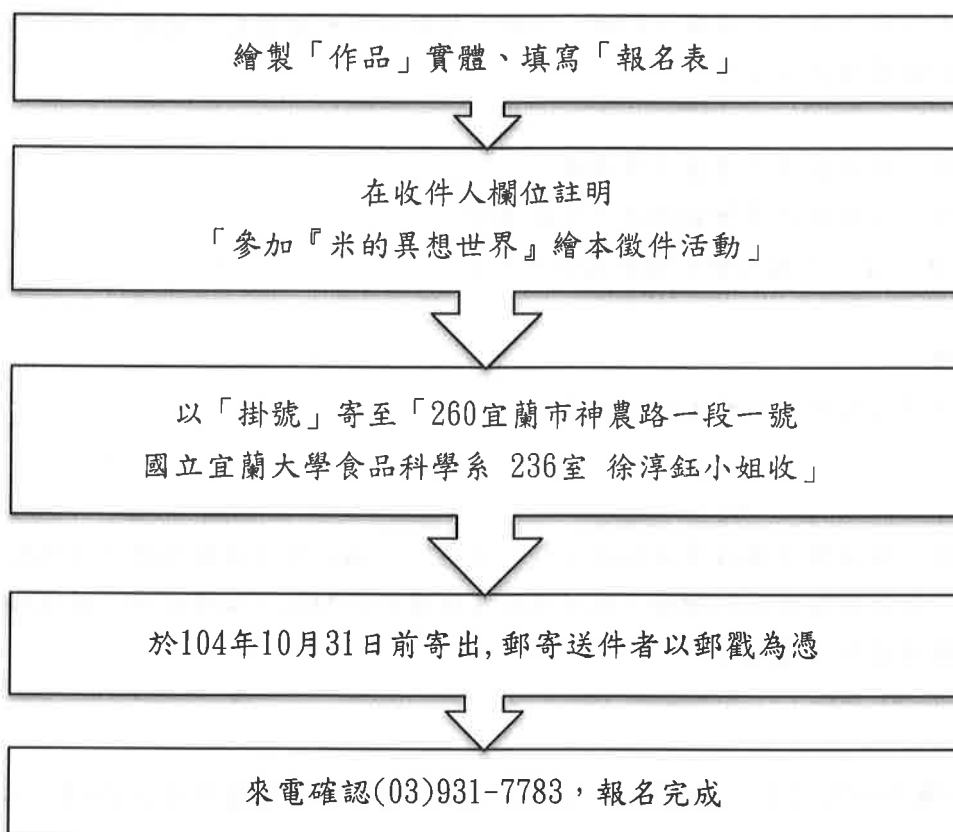 繪製「作品」實體、填寫「報名表」
在收件人欄位註明
「參加『米的異想世界』繪本徵件活動」
以「掛號」寄至「260宜蘭市神農路一段一號
國立宜蘭大學食品科學系 236室 徐淳鈺小姐收」
於104年10月31日前寄出,郵寄送件者以郵戳為憑
來電確認(03)931-7783，報名完成